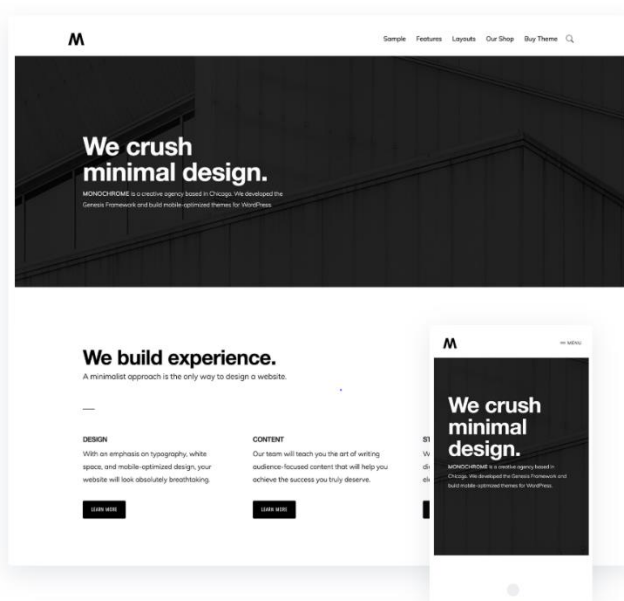 M
Sample Features Layouts Our Shop Buy Theme
We crush
minimal design.
MONOCHROME is a creative agency based in Chicago. We developed the
Genesis Framework and build mobile-optimized themes for WordPress.
We build experience.
A minimalist approach is the only way to design a website.
DESIGN
With an emphasis on typography, white
space, and mobile-optimized design, your
website will look absolutely breathtaking.
LEARN MORE
CONTENT
Our team will teach you the art of writing
audience-focused content that will help you
achieve the success you truly deserve.
LEARN MORE
M
MENU
We crush
minimal
design.
MONOCHROME is a creative agency based in
Chicago. We developed the Genesis Framework and
build mobile-optimized themes for WordPress.